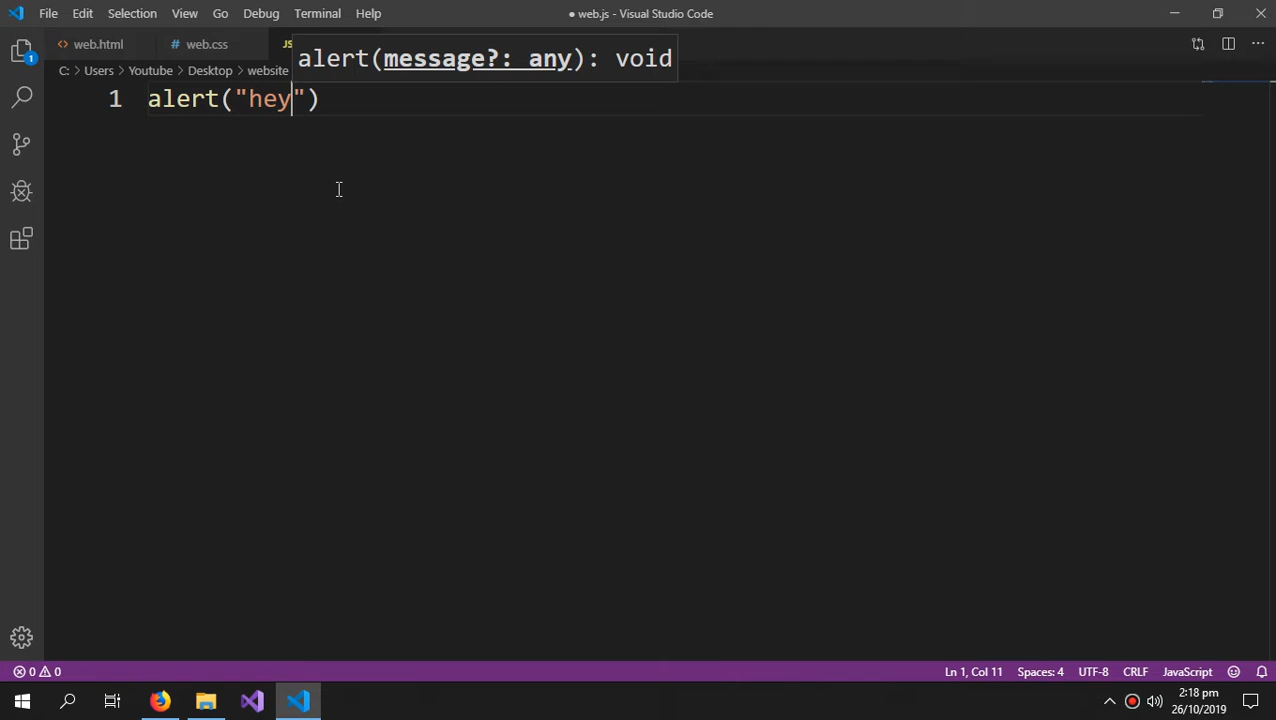 File Edit Selection View Go Debug Terminal Help ● web.js - Visual Studio Code
<> web.html # web.css JS
alert(message?: any): void
C: > Users > Youtube > Desktop > website
1 alert("hey")
1
0 0 Ln 1, Col 11 Spaces: 4 UTF-8 CRLF JavaScript
2:18 pm
26/10/2019